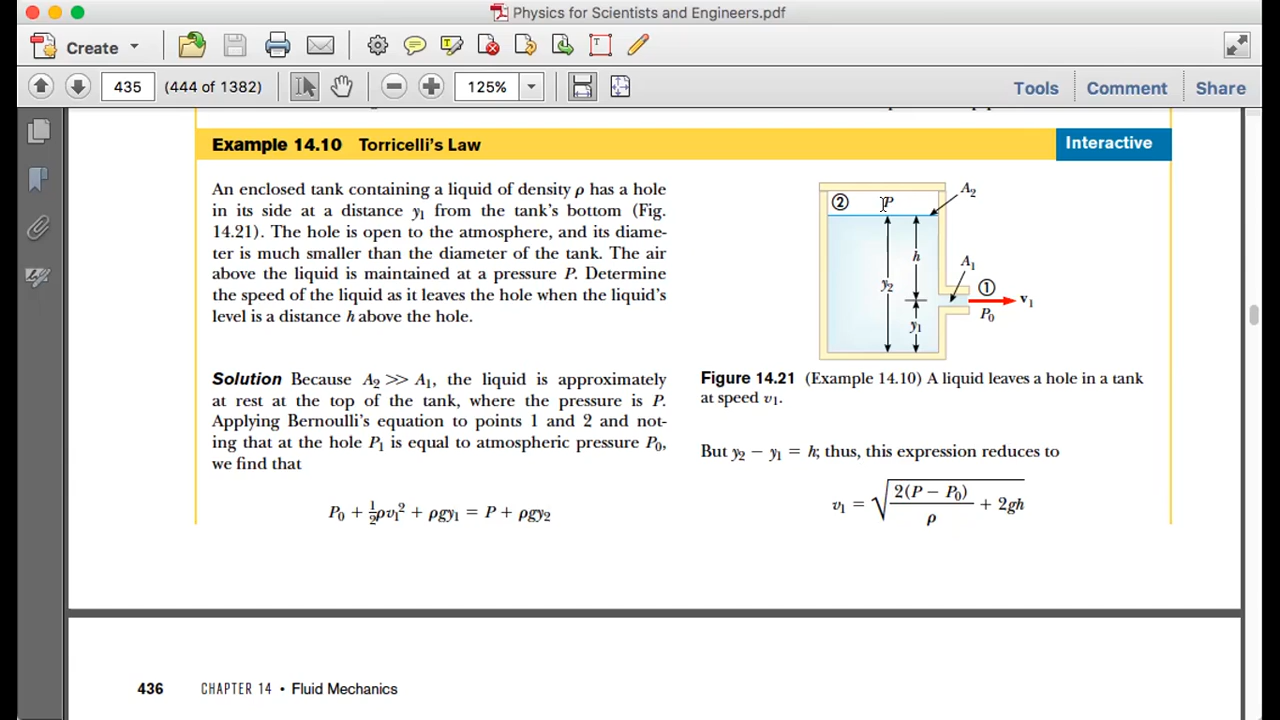 Physics for Scientists and Engineers.pdf
Create
435 (444 of 1382) 125% Tools Comment Share
Example 14.10 Torricelli's Law Interactive
An enclosed tank containing a liquid of density ρ has a hole
in its side at a distance y₁ from the tank's bottom (Fig.
14.21). The hole is open to the atmosphere, and its diame-
ter is much smaller than the diameter of the tank. The air
above the liquid is maintained at a pressure P. Determine
the speed of the liquid as it leaves the hole when the liquid's
level is a distance h above the hole.
Solution Because A₂ >> A₁, the liquid is approximately
at rest at the top of the tank, where the pressure is P.
Applying Bernoulli's equation to points 1 and 2 and not-
ing that at the hole P₁ is equal to atmospheric pressure P₀,
we find that
P₀ + ½ρv₁² + ρgy₁ = P + ρgy₂
② P A₂
h
A₁
y₂ ①
v₁
P₀
y₁
Figure 14.21 (Example 14.10) A liquid leaves a hole in a tank
at speed v₁.
But y₂ − y₁ = h; thus, this expression reduces to
v₁ = √(2(P − P₀)/ρ + 2gh)
436 CHAPTER 14 • Fluid Mechanics